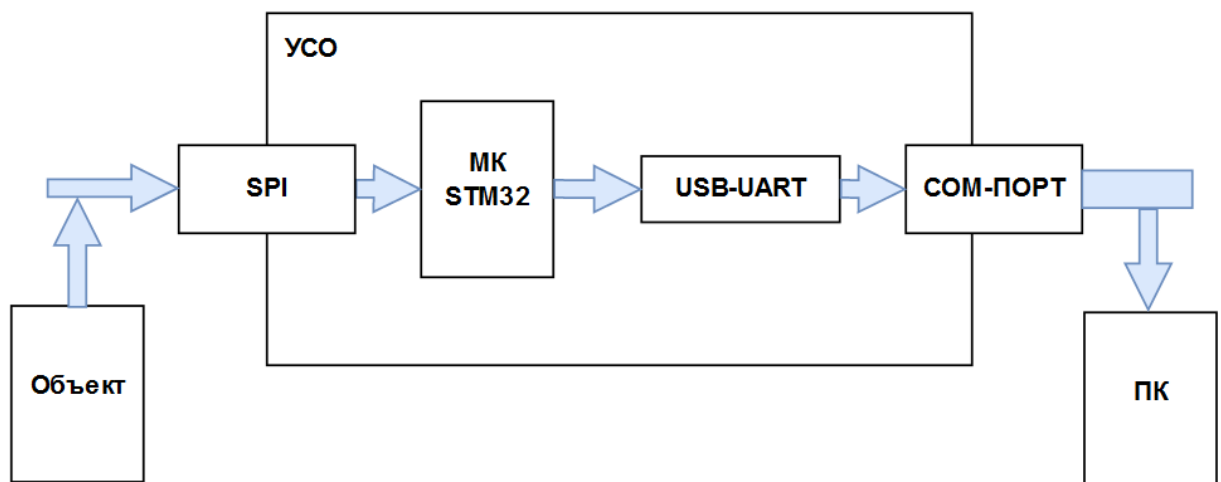 УСО
SPI
МК
STM32
USB-UART
COM-ПОРТ
Объект
ПК